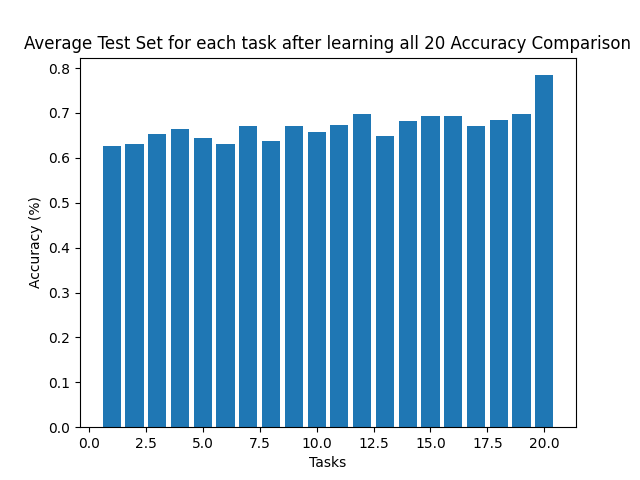 Average Test Set for each task after learning all 20 Accuracy Comparison
0.8
0.7
0.6
0.5
0.4
0.3
0.2
0.1
0.0
Accuracy (%)
0.0 2.5 5.0 7.5 10.0 12.5 15.0 17.5 20.0
Tasks